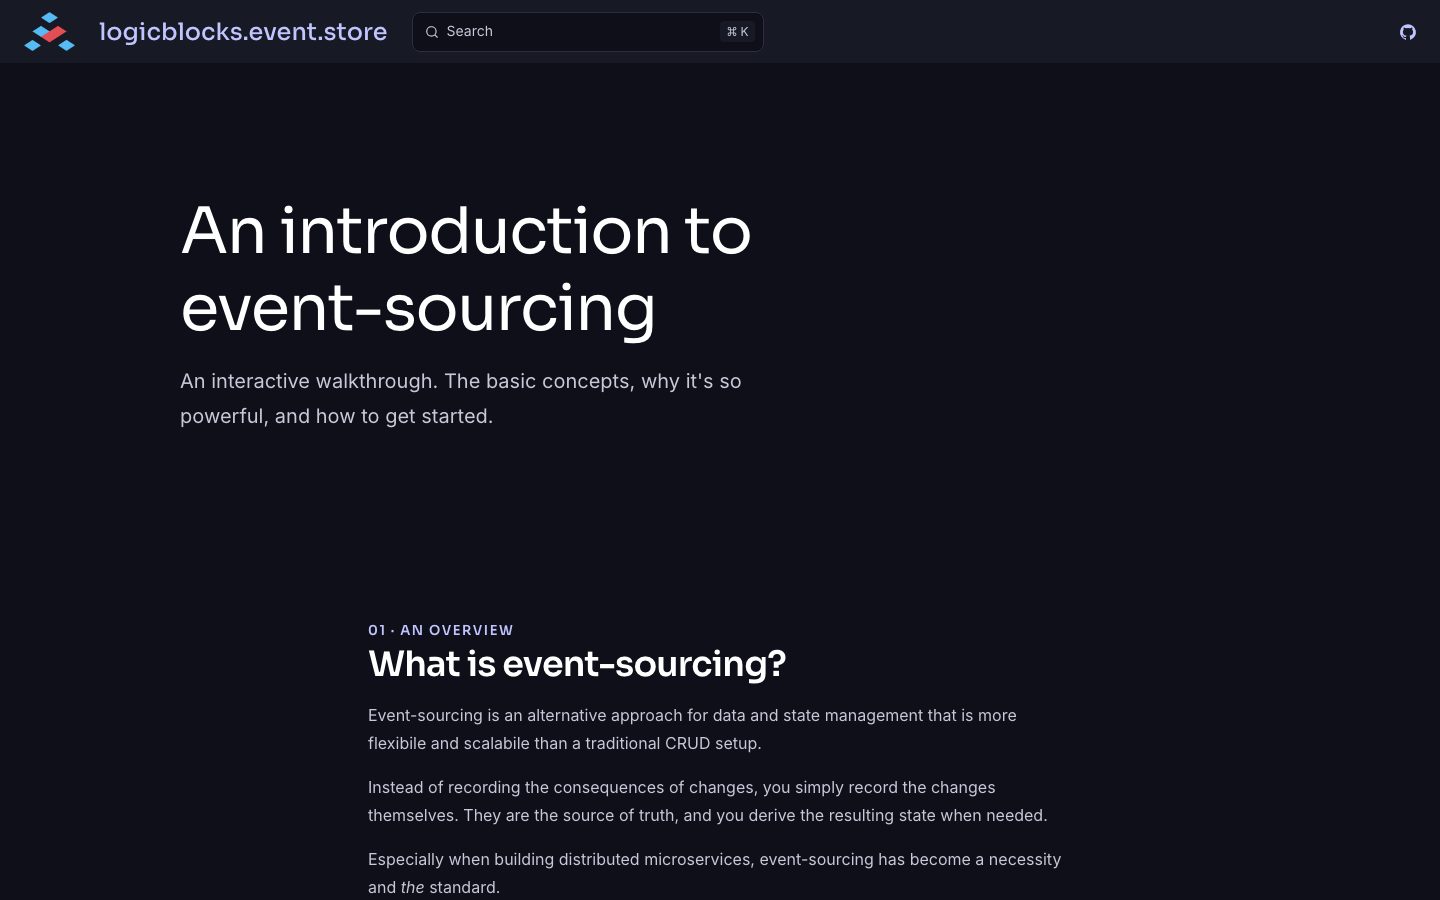 logicblocks.event.store
Search
⌘ K
An introduction to
event-sourcing
An interactive walkthrough. The basic concepts, why it's so
powerful, and how to get started.
01 · AN OVERVIEW
What is event-sourcing?
Event-sourcing is an alternative approach for data and state management that is more
flexibile and scalabile than a traditional CRUD setup.
Instead of recording the consequences of changes, you simply record the changes
themselves. They are the source of truth, and you derive the resulting state when needed.
Especially when building distributed microservices, event-sourcing has become a necessity
and the standard.